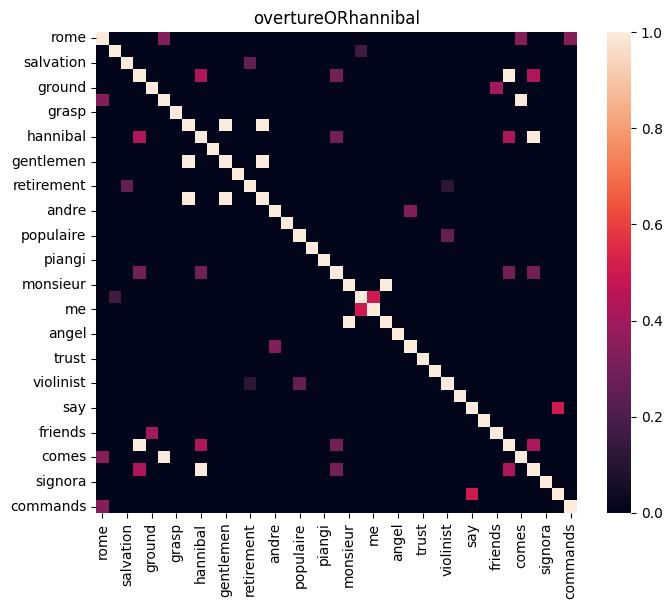 overtureORhannibal
rome
salvation
ground
grasp
hannibal
gentlemen
retirement
andre
populaire
piangi
monsieur
me
angel
trust
violinist
say
friends
comes
signora
commands
1.0
0.8
0.6
0.4
0.2
0.0
rome
salvation
ground
grasp
hannibal
gentlemen
retirement
andre
populaire
piangi
monsieur
me
angel
trust
violinist
say
friends
comes
signora
commands